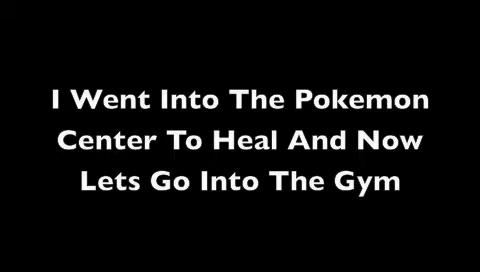 I Went Into The Pokemon
Center To Heal And Now
Lets Go Into The Gym